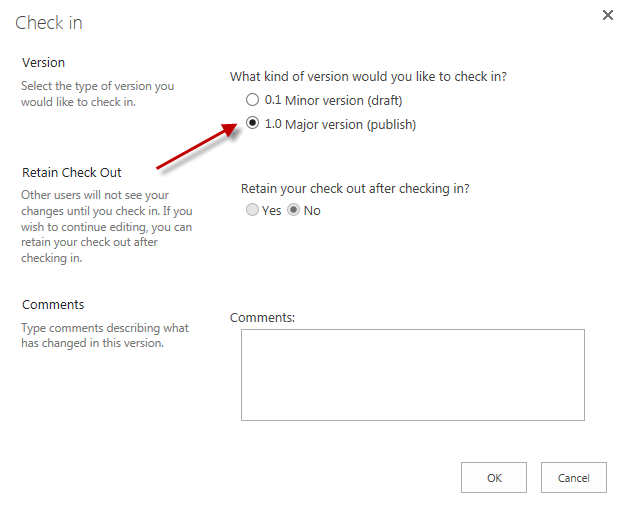 Check in
Version
Select the type of version you
would like to check in.
What kind of version would you like to check in?
0.1 Minor version (draft)
1.0 Major version (publish)
Retain Check Out
Other users will not see your
changes until you check in. If you
wish to continue editing, you can
retain your check out after
checking in.
Retain your check out after checking in?
Yes No
Comments
Type comments describing what
has changed in this version.
Comments:
OK Cancel